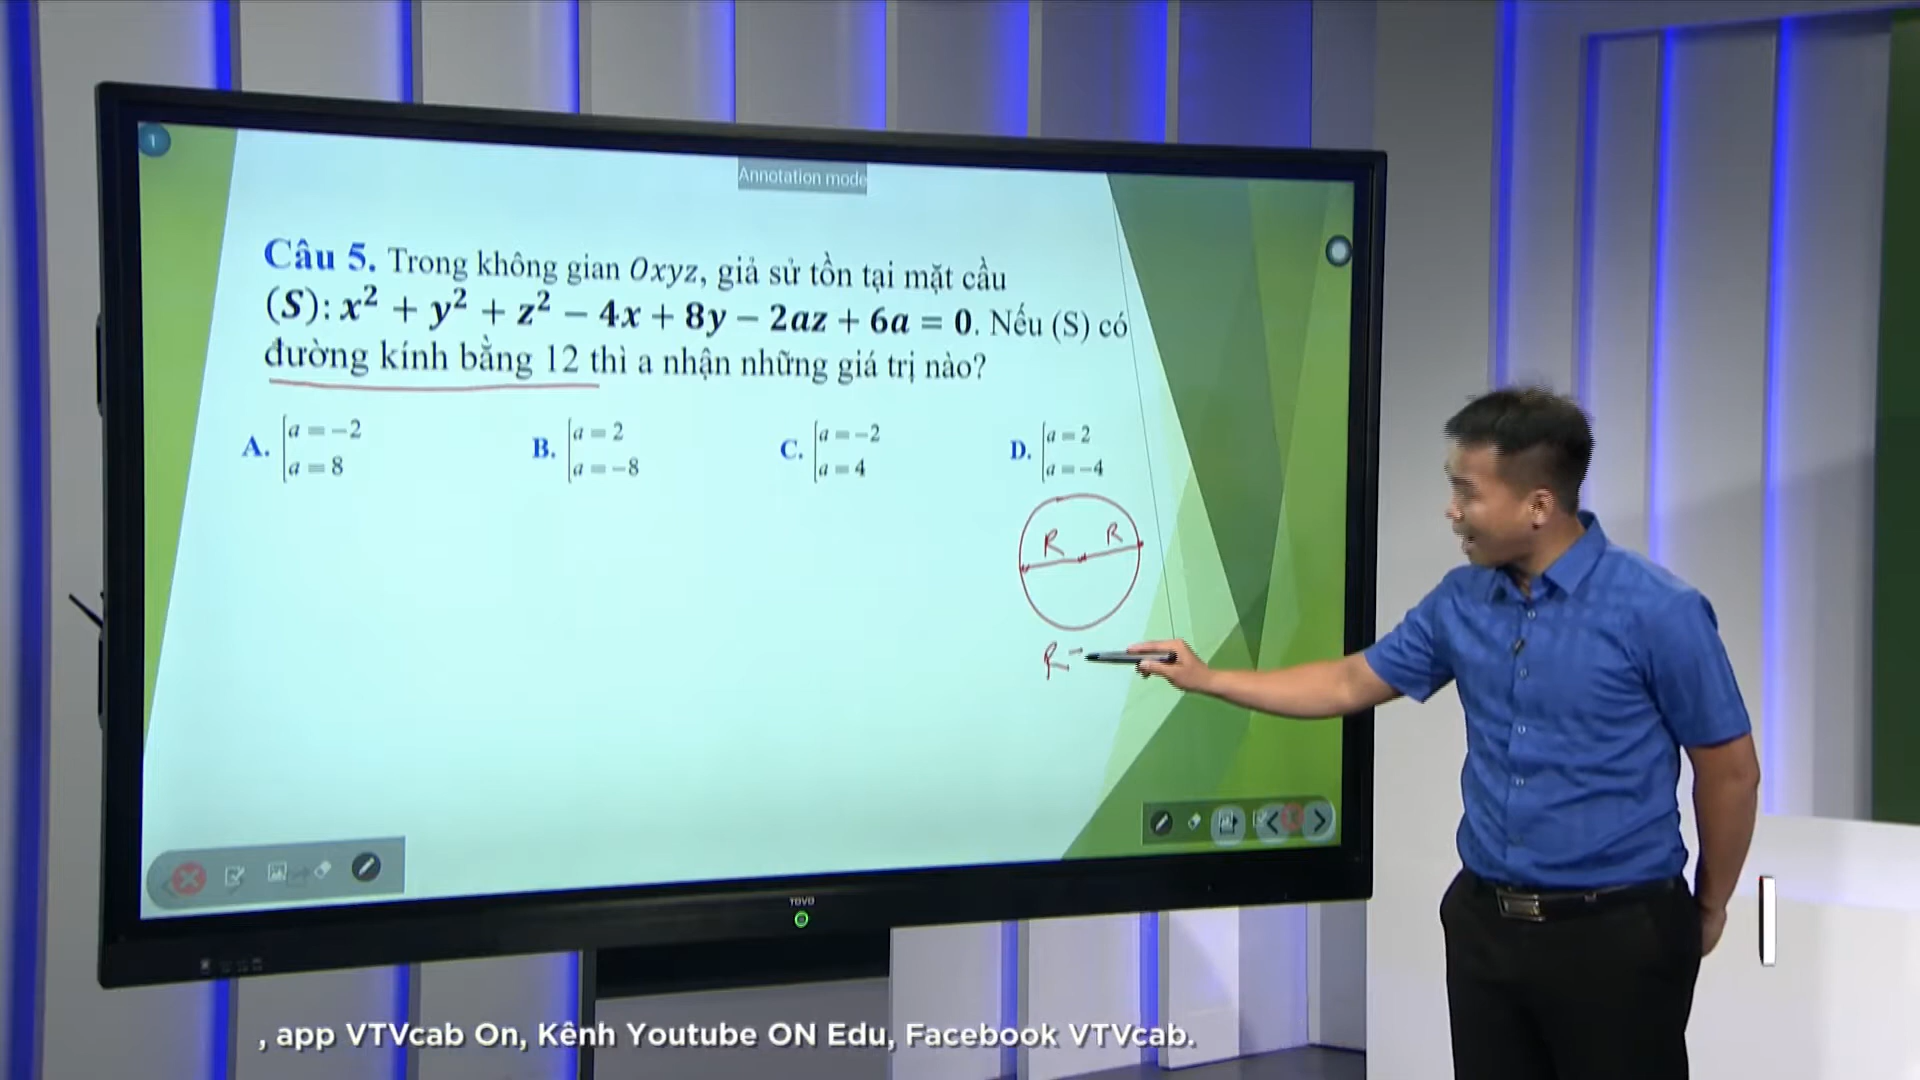 1
Annotation mode
Câu 5. Trong không gian Oxyz, giả sử tồn tại mặt cầu
(S): x² + y² + z² − 4x + 8y − 2az + 6a = 0. Nếu (S) có
đường kính bằng 12 thì a nhận những giá trị nào?
A. [a = −2 B. [a = 2 C. [a = −2 D. [a = 2
a = 8 a = −8 a = 4 a = −4
R R
R =
TOVO
, app VTVcab On, Kênh Youtube ON Edu, Facebook VTVcab.